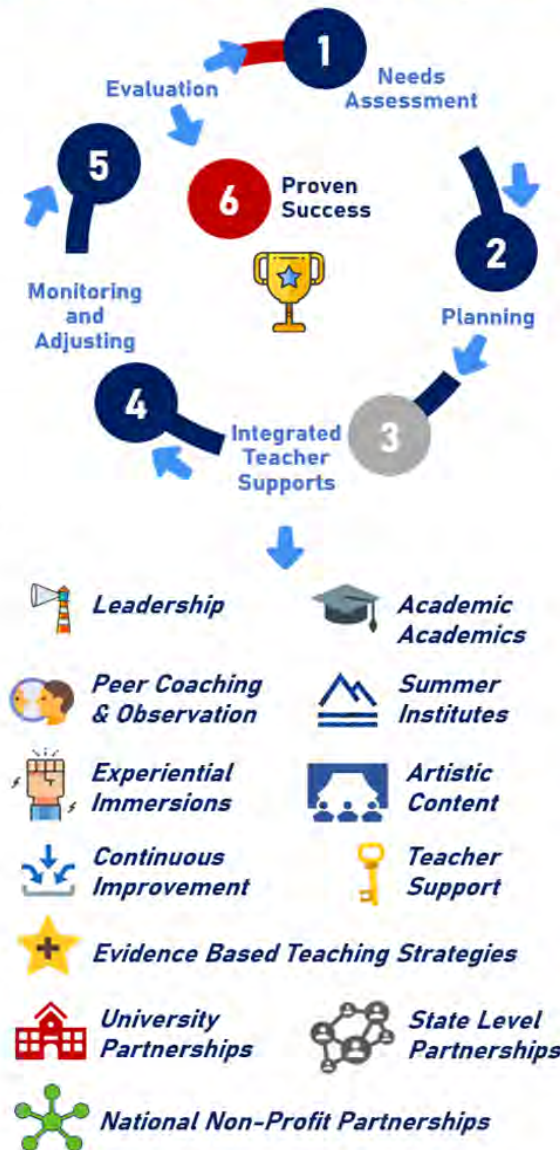 1
Needs
Assessment
2
Planning
3
Integrated
Teacher
Supports
4
Monitoring
and
Adjusting
5
Evaluation
6
Proven
Success
Leadership
Academic
Academics
Peer Coaching
& Observation
Summer
Institutes
Experiential
Immersions
Artistic
Content
Continuous
Improvement
Teacher
Support
Evidence Based Teaching Strategies
University
Partnerships
State Level
Partnerships
National Non-Profit Partnerships